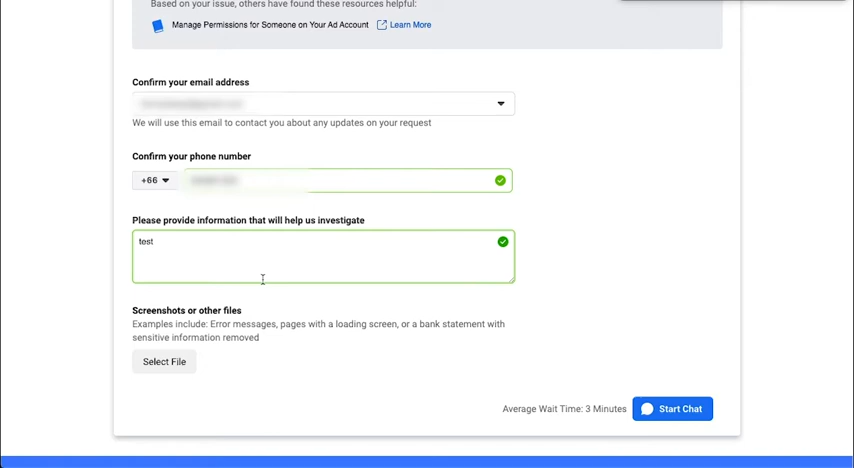 Based on your issue, others have found these resources helpful:
Manage Permissions for Someone on Your Ad Account Learn More
Confirm your email address
We will use this email to contact you about any updates on your request
Confirm your phone number
+66
Please provide information that will help us investigate
test
Screenshots or other files
Examples include: Error messages, pages with a loading screen, or a bank statement with
sensitive information removed
Select File
Average Wait Time: 3 Minutes Start Chat